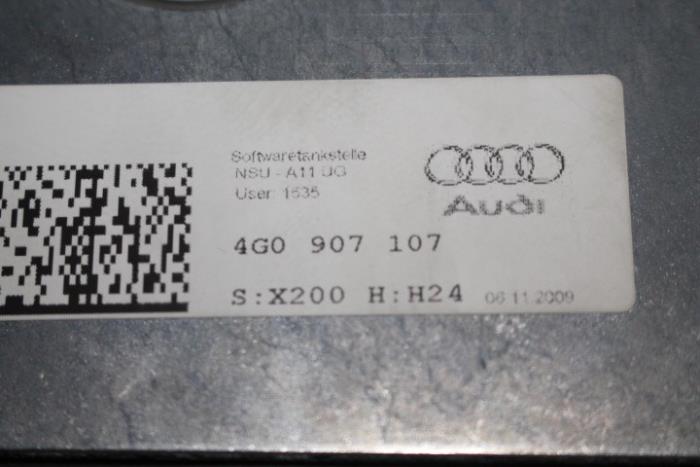 Softwaretankstelle
NSU - A11 UG
User: 1535
Audi
4G0 907 107
S:X200 H:H24 06.11.2009